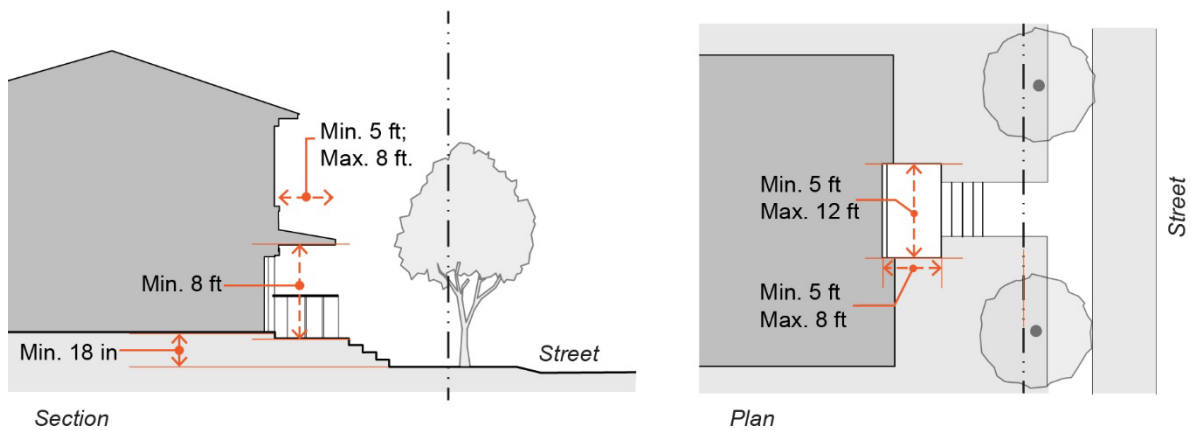 Min. 5 ft;
Max. 8 ft.
Min. 8 ft
Min. 18 in
Street
Section
Min. 5 ft
Max. 12 ft
Min. 5 ft
Max. 8 ft
Street
Plan